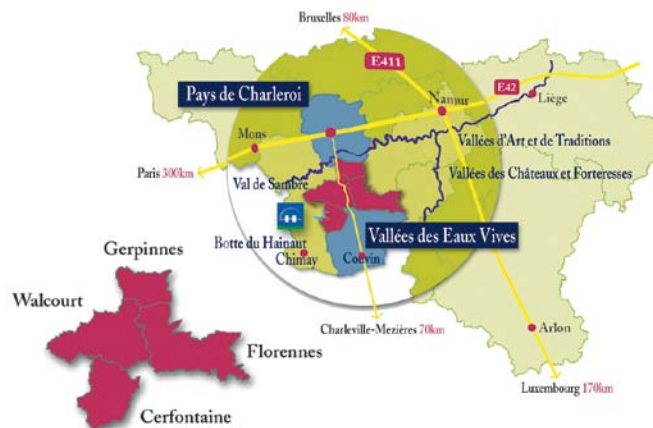 Bruxelles 80km
E411
E42
Pays de Charleroi
Namur
Liège
Mons
Vallées d'Art et de Traditions
Paris 300km
Val de Sambre
Vallées des Châteaux et Forteresses
Botte du Hainaut
Chimay
Vallées des Eaux Vives
Couvin
Gerpinnes
Walcourt
Charleville-Mezières 70km
Arlon
Florennes
Luxembourg 170km
Cerfontaine